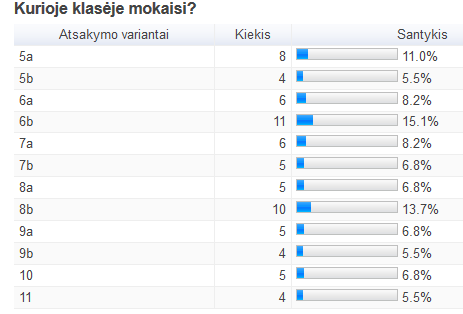 Kurioje klasėje mokaisi?
Atsakymo variantai Kiekis Santykis
5a 8 11.0%
5b 4 5.5%
6a 6 8.2%
6b 11 15.1%
7a 6 8.2%
7b 5 6.8%
8a 5 6.8%
8b 10 13.7%
9a 5 6.8%
9b 4 5.5%
10 5 6.8%
11 4 5.5%